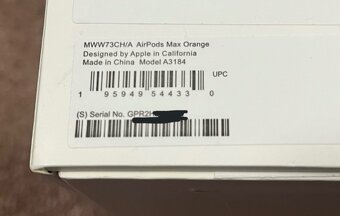 MWW73CH/A AirPods Max Orange
Designed by Apple in California
Made in China Model A3184
UPC
1 95949 54433 0
(S) Serial No. GPR2